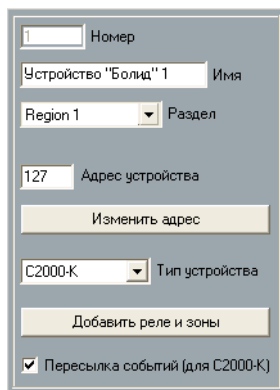 1 Номер
Устройство "Болид" 1 Имя
Region 1 Раздел
127 Адрес устройства
Изменить адрес
С2000-К Тип устройства
Добавить реле и зоны
Пересылка событий (для С2000-К)